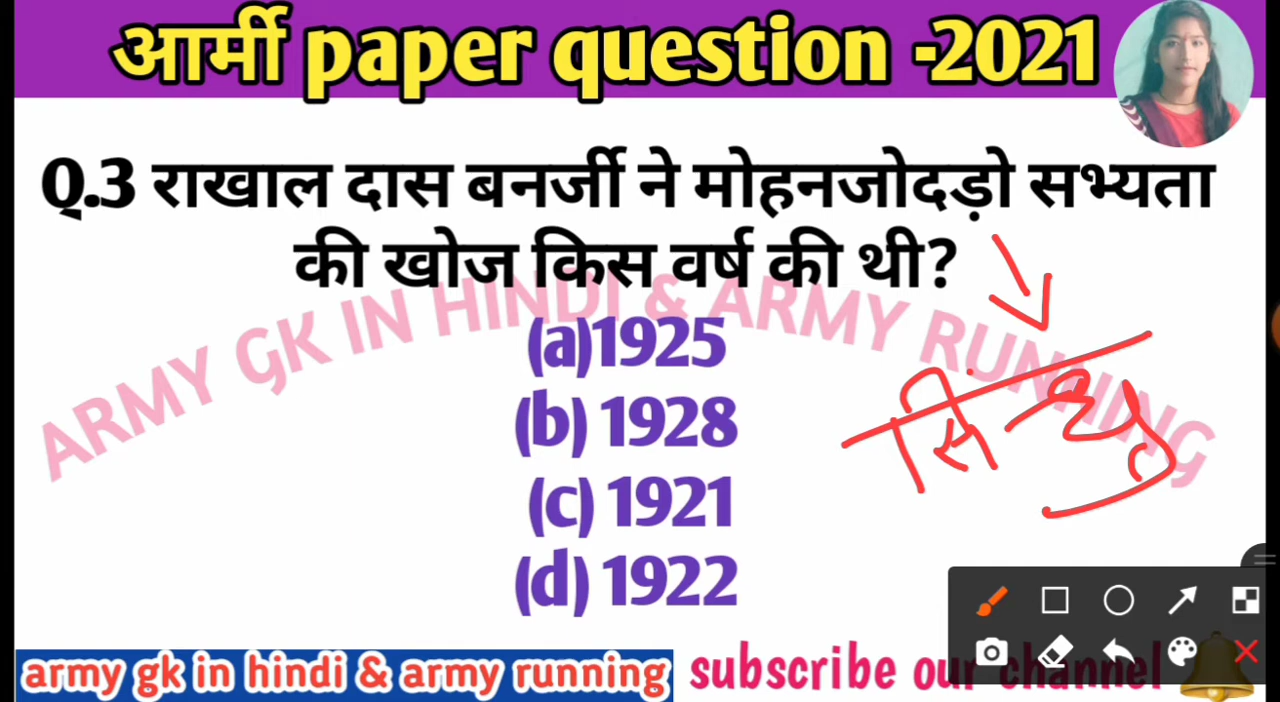 आर्मी paper question -2021
Q.3 राखाल दास बनर्जी ने मोहनजोदड़ो सभ्यता
की खोज किस वर्ष की थी?
ARMY GK IN HINDI & ARMY RUNNING
(a)1925
(b) 1928
(c) 1921
(d) 1922
सिन्धु
army gk in hindi & army running
subscribe our channel